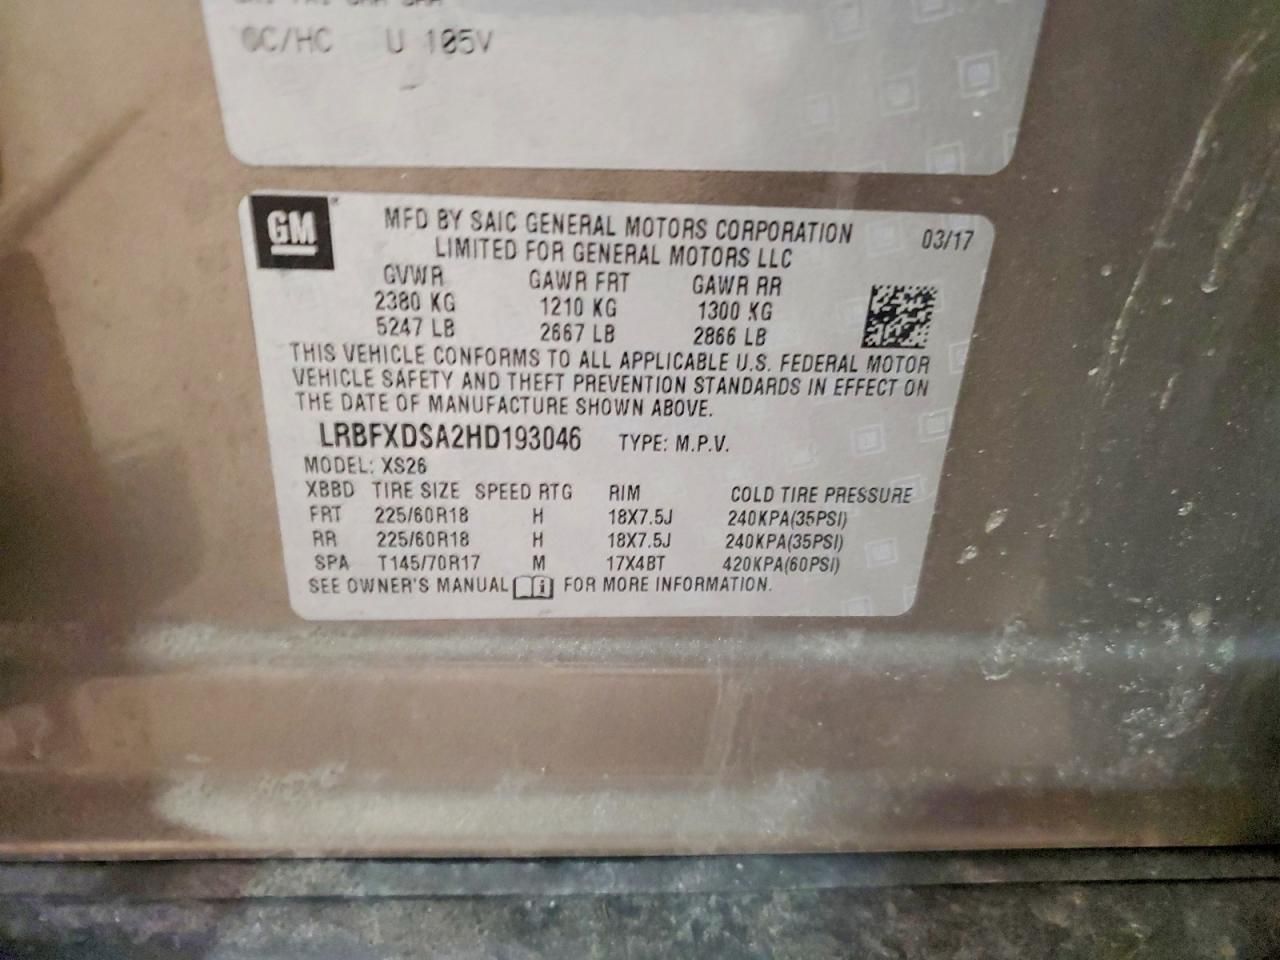 U 105V
GM
MFD BY SAIC GENERAL MOTORS CORPORATION
LIMITED FOR GENERAL MOTORS LLC
03/17
GVWR GAWR FRT GAWR RR
2380 KG 1210 KG 1300 KG
5247 LB 2667 LB 2866 LB
THIS VEHICLE CONFORMS TO ALL APPLICABLE U.S. FEDERAL MOTOR
VEHICLE SAFETY AND THEFT PREVENTION STANDARDS IN EFFECT ON
THE DATE OF MANUFACTURE SHOWN ABOVE.
LRBFXDSA2HD193046 TYPE: M.P.V.
MODEL: XS26
XBBD TIRE SIZE SPEED RTG RIM COLD TIRE PRESSURE
FRT 225/60R18 H 18X7.5J 240KPA(35PSI)
RR 225/60R18 H 18X7.5J 240KPA(35PSI)
SPA T145/70R17 M 17X4BT 420KPA(60PSI)
SEE OWNER'S MANUAL FOR MORE INFORMATION.